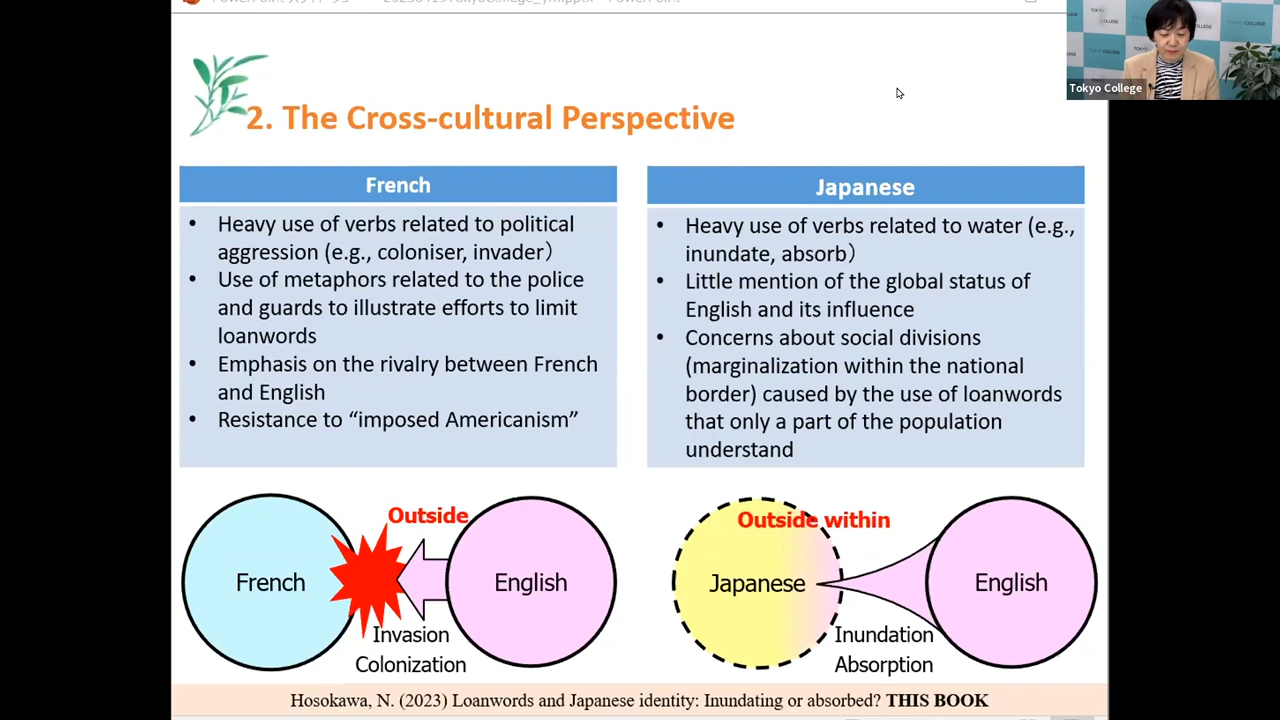 Tokyo College
2. The Cross-cultural Perspective
French
• Heavy use of verbs related to political
aggression (e.g., coloniser, invader）
• Use of metaphors related to the police
and guards to illustrate efforts to limit
loanwords
• Emphasis on the rivalry between French
and English
• Resistance to “imposed Americanism”
Japanese
• Heavy use of verbs related to water (e.g.,
inundate, absorb）
• Little mention of the global status of
English and its influence
• Concerns about social divisions
(marginalization within the national
border) caused by the use of loanwords
that only a part of the population
understand
French
Outside
English
Invasion
Colonization
Outside within
Japanese
English
Inundation
Absorption
Hosokawa, N. (2023) Loanwords and Japanese identity: Inundating or absorbed? THIS BOOK